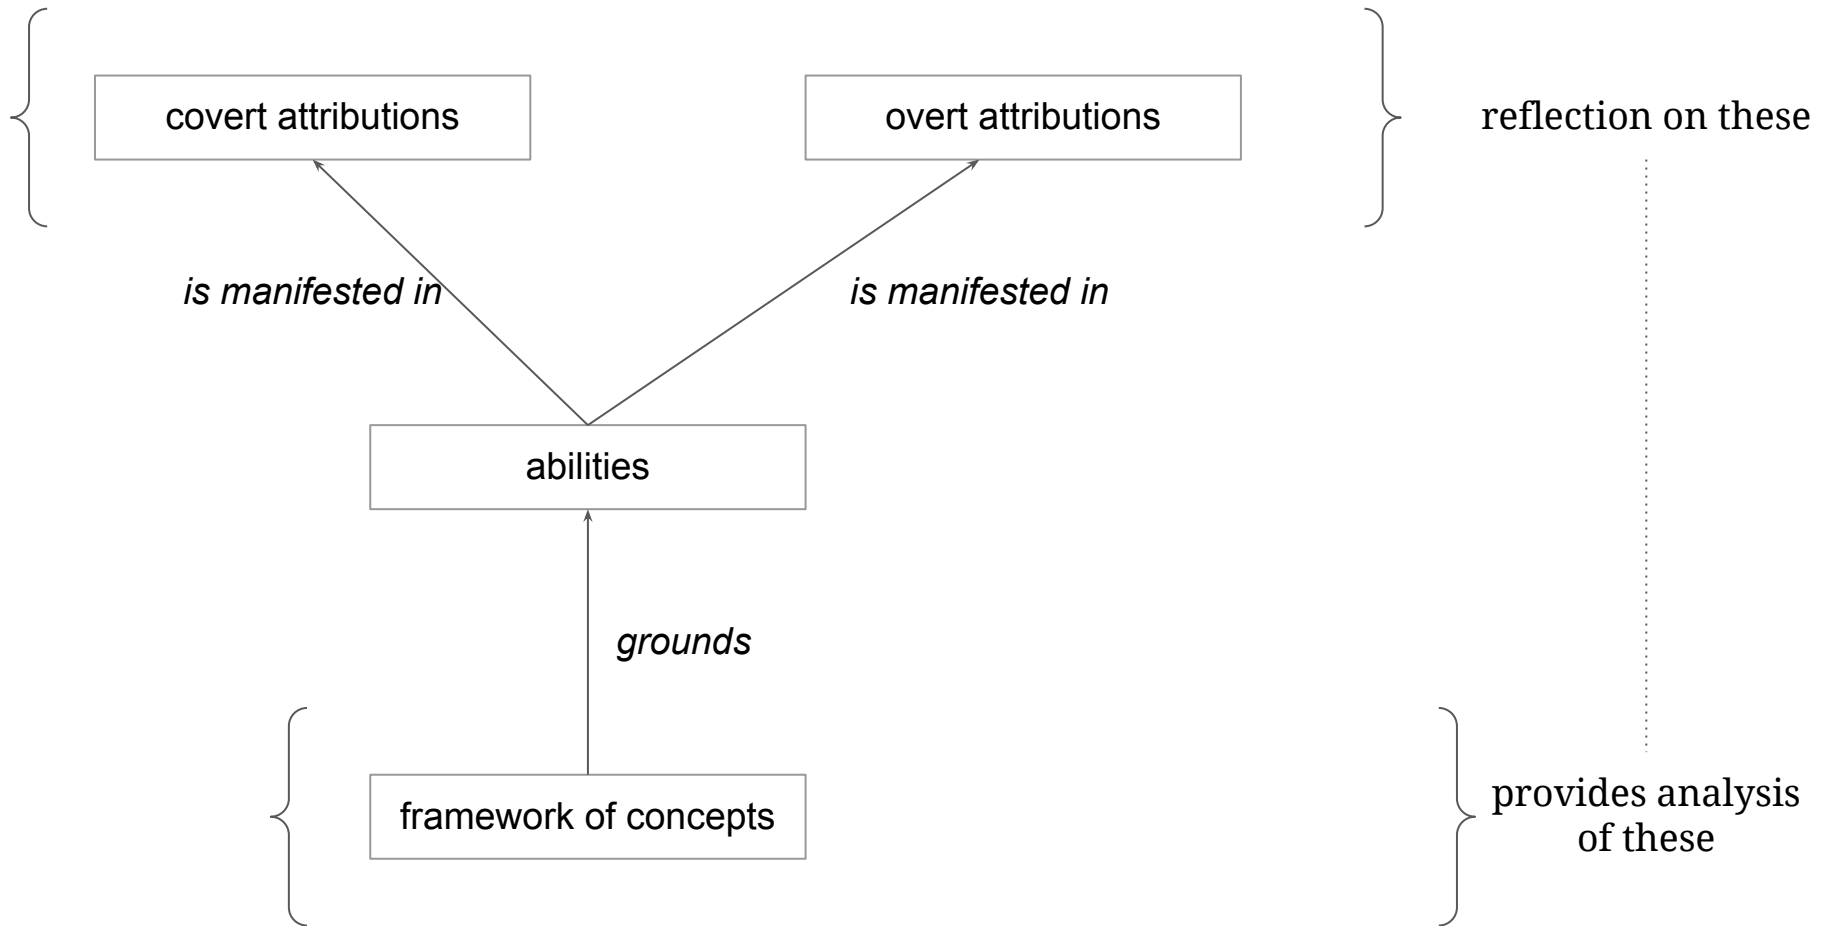 covert attributions
overt attributions
reflection on these
is manifested in
is manifested in
abilities
grounds
framework of concepts
provides analysis
of these